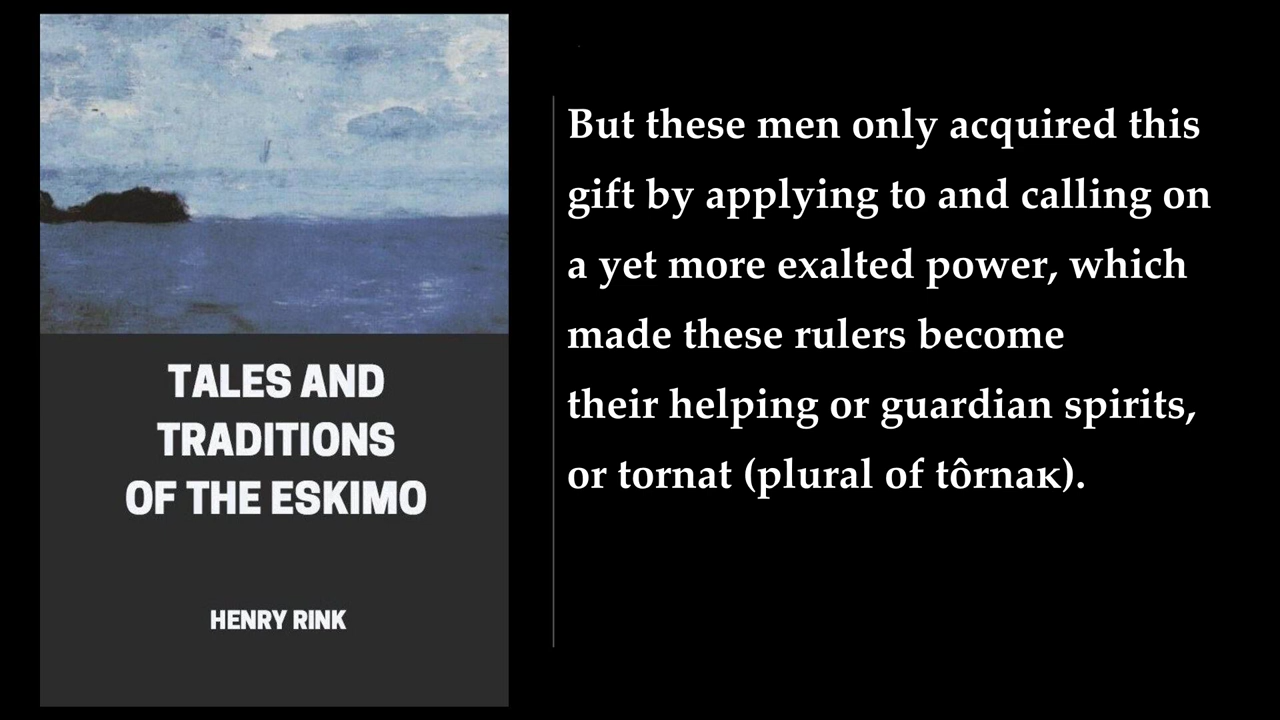 TALES AND
TRADITIONS
OF THE ESKIMO
HENRY RINK
But these men only acquired this
gift by applying to and calling on
a yet more exalted power, which
made these rulers become
their helping or guardian spirits,
or tornat (plural of tôrnaĸ).